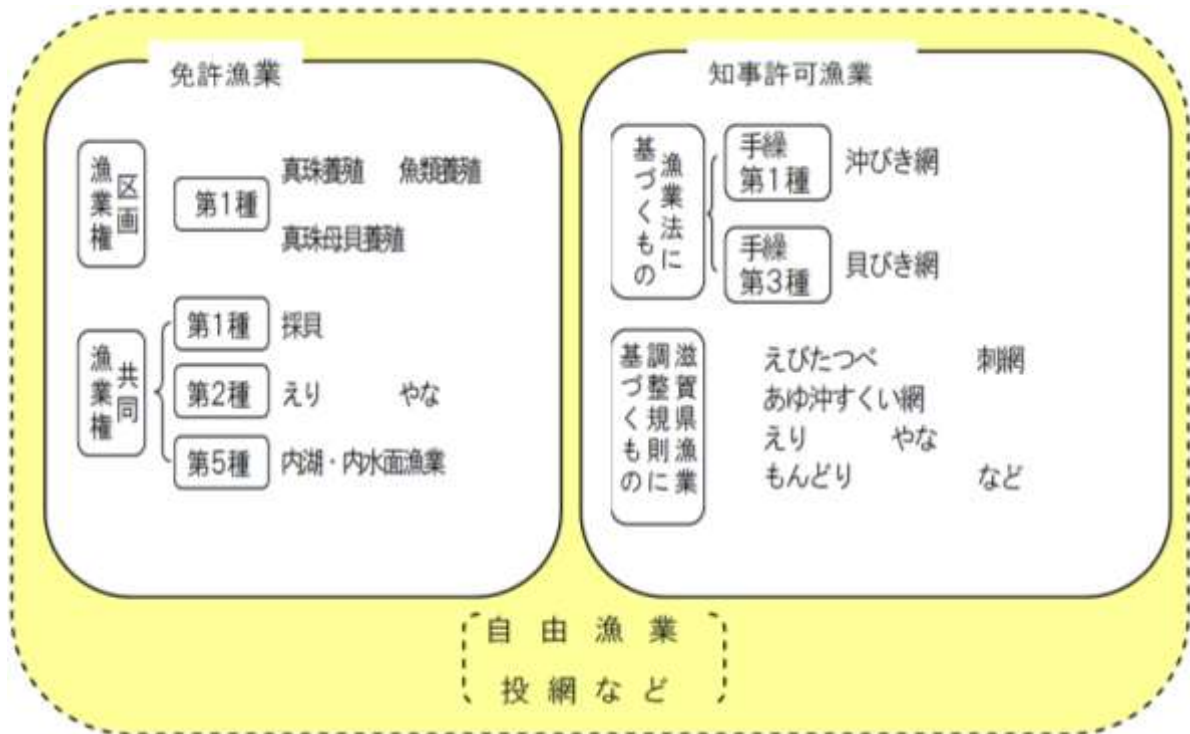 免許漁業
区画
漁業権
第1種
真珠養殖 魚類養殖
真珠母貝養殖
共同
漁業権
第1種
採貝
第2種
えり やな
第5種
内湖・内水面漁業
知事許可漁業
漁業法に
基づくもの
手繰
第1種
沖びき網
手繰
第3種
貝びき網
滋賀県漁業
調整規則に
基づくもの
えびたつべ 刺網
あゆ沖すくい網
えり やな
もんどり など
自由漁業
投網など